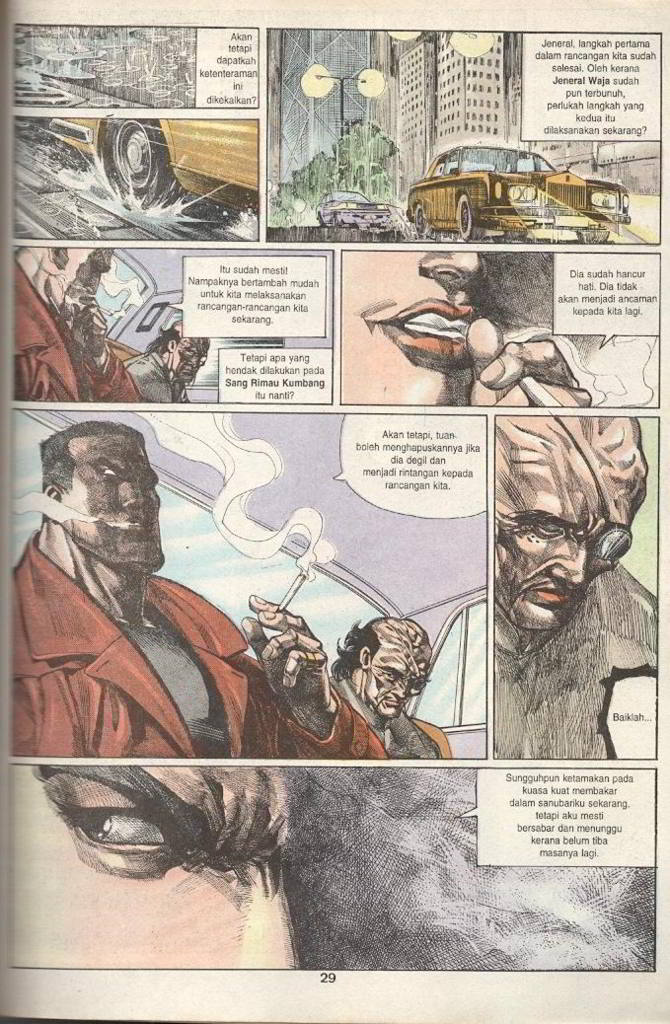 Akan
tetapi
dapatkah
ketenteraman
ini
dikekalkan?
Jeneral, langkah pertama
dalam rancangan kita sudah
selesai. Oleh kerana
Jeneral Waja sudah
pun terbunuh,
perlukah langkah yang
kedua itu
dilaksanakan sekarang?
Itu sudah mesti!
Nampaknya bertambah mudah
untuk kita melaksanakan
rancangan-rancangan kita
sekarang.
Tetapi apa yang
hendak dilakukan pada
Sang Rimau Kumbang
itu nanti?
Dia sudah hancur
hati. Dia tidak
akan menjadi ancaman
kepada kita lagi.
Akan tetapi, tuan
boleh menghapuskannya jika
dia degil dan
menjadi rintangan kepada
rancangan kita.
Baiklah...
Sungguhpun ketamakan pada
kuasa kuat membakar
dalam sanubariku sekarang,
tetapi aku mesti
bersabar dan menunggu
kerana belum tiba
masanya lagi.
29